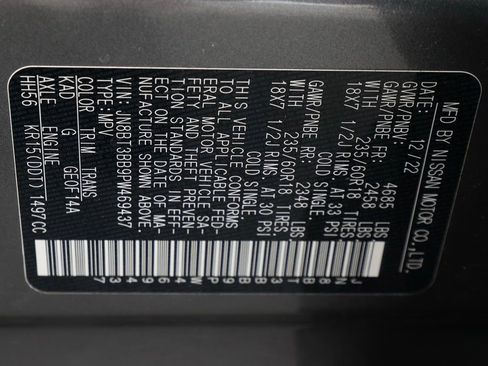 MFD BY NISSAN MOTOR CO.,LTD.
DATE: 12/22
GVWR/PNBV: 4685 LBS
GAWR/PNBE FR: 2458 LBS
235/60R18 TIRES
18X7 1/2J RIMS, AT 33 PSI
COLD SINGLE.
GAWR/PNBE RR: 2348 LBS
235/60R18 TIRES
18X7 1/2J RIMS, AT 30 PSI
COLD SINGLE.
THIS VEHICLE CONFORMS
TO ALL APPLICABLE FED-
ERAL MOTOR VEHICLE SAF-
ETY AND THEFT PREVEN-
TION STANDARDS IN EFF-
ECT ON THE DATE OF MA-
NUFACTURE SHOWN ABOVE.
VIN: JN8BT3BB9PW469437
TYPE: MPV
COLOR TRIM TRANS
KAD G GE0F14A
AXLE ENGINE
HH56 KR15(DDT) 1497CC
JN8BT3BB9PW469437